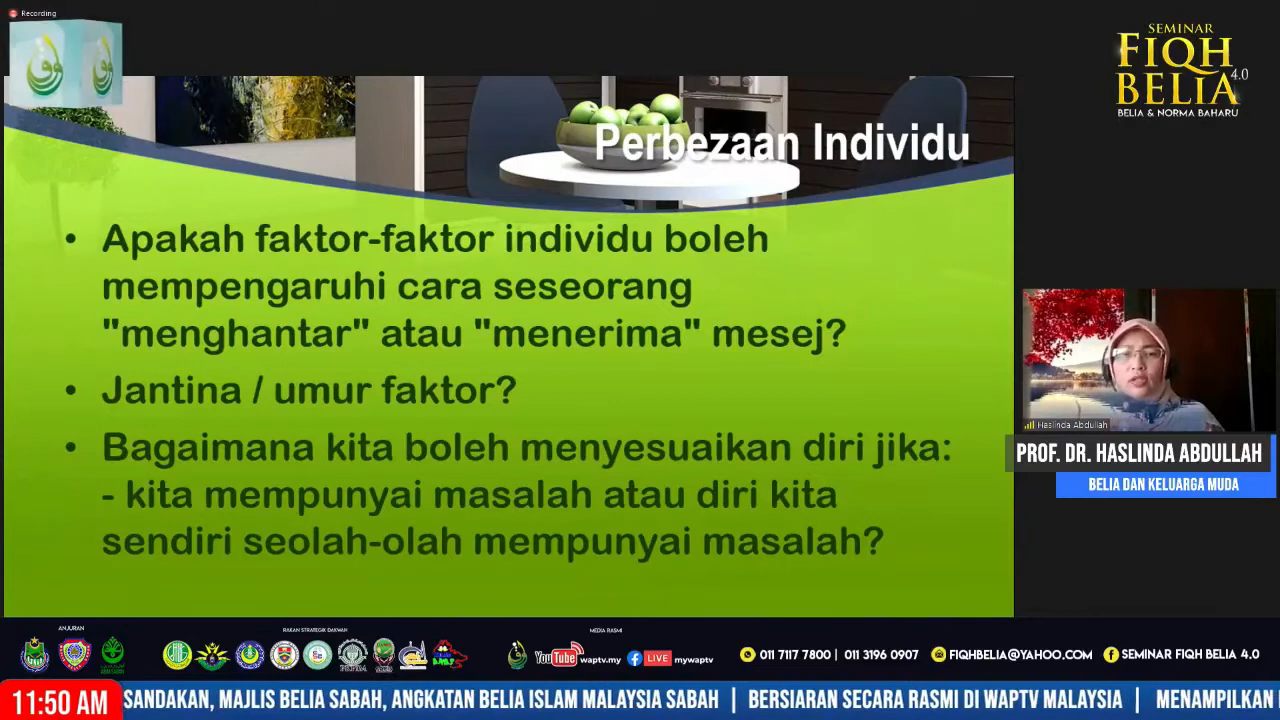 Recording
SEMINAR
FIQH
BELIA 4.0
BELIA & NORMA BAHARU
Perbezaan Individu
• Apakah faktor-faktor individu boleh
mempengaruhi cara seseorang
"menghantar" atau "menerima" mesej?
• Jantina / umur faktor?
• Bagaimana kita boleh menyesuaikan diri jika:
- kita mempunyai masalah atau diri kita
sendiri seolah-olah mempunyai masalah?
Haslinda Abdullah
PROF. DR. HASLINDA ABDULLAH
BELIA DAN KELUARGA MUDA
ANJURAN
RAKAN STRATEGIK DAKWAH
MEDIA RASMI
YouTube waptv.my LIVE mywaptv
011 7117 7800 | 011 3196 0907
FIQHBELIA@YAHOO.COM
SEMINAR FIQH BELIA 4.0
11:50 AM
SANDAKAN, MAJLIS BELIA SABAH, ANGKATAN BELIA ISLAM MALAYSIA SABAH | BERSIARAN SECARA RASMI DI WAPTV MALAYSIA | MENAMPILKAN